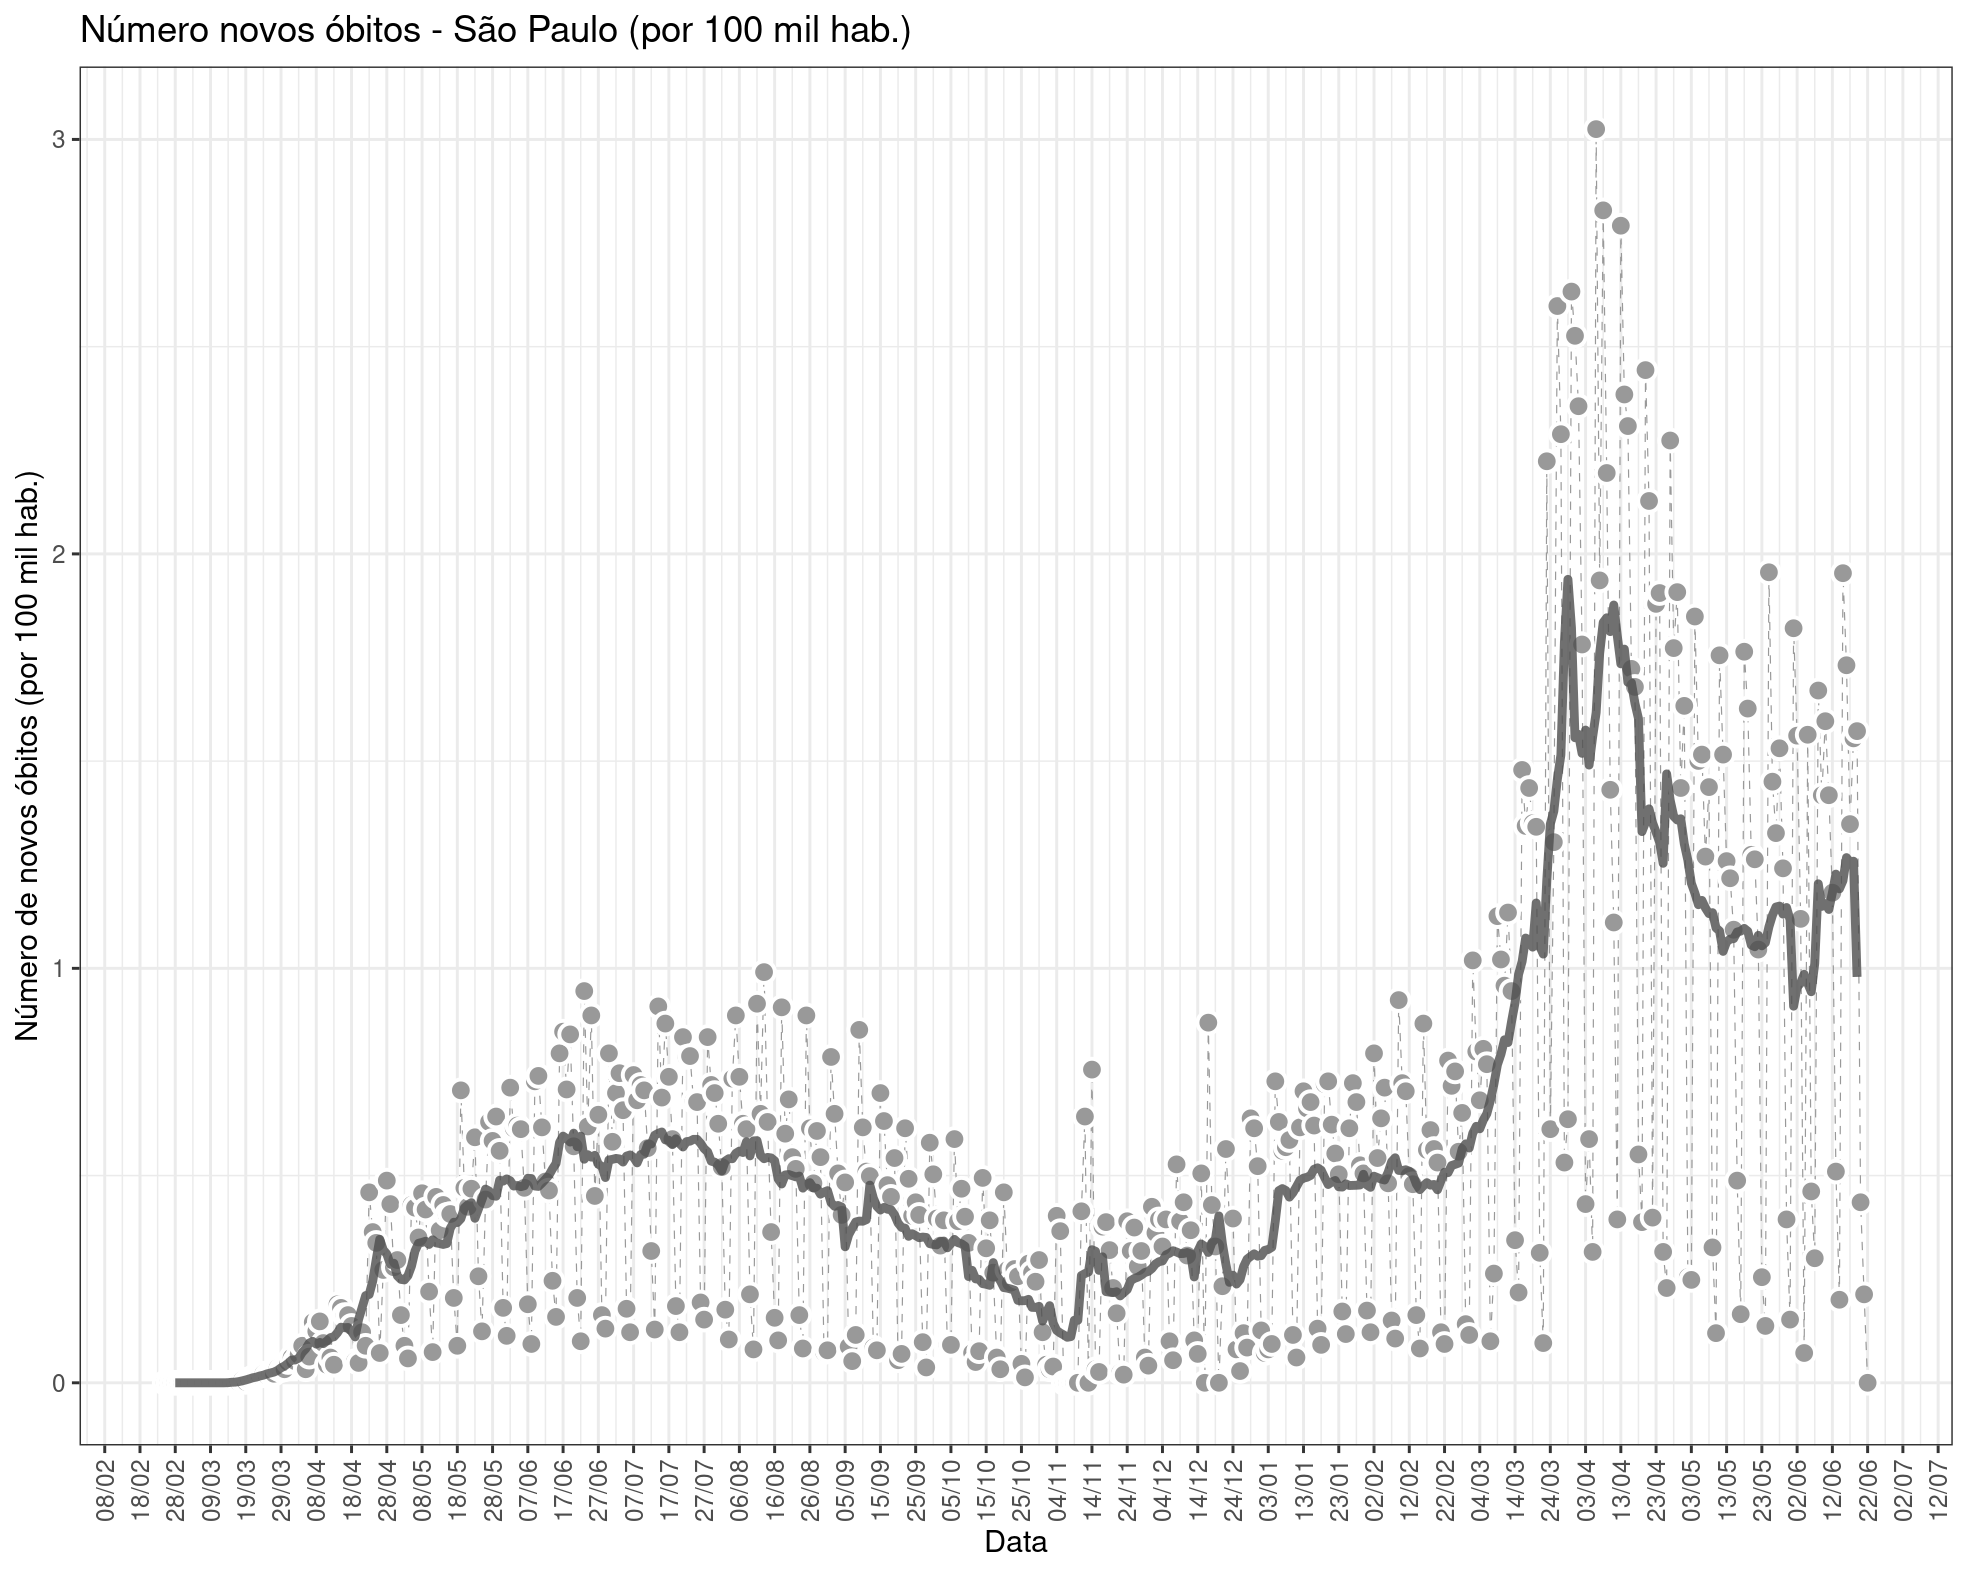 Número novos óbitos - São Paulo (por 100 mil hab.)
Número de novos óbitos (por 100 mil hab.)
3
2
1
0
08/02 18/02 28/02 09/03 19/03 29/03 08/04 18/04 28/04 08/05 18/05 28/05 07/06 17/06 27/06 07/07 17/07 27/07 06/08 16/08 26/08 05/09 15/09 25/09 05/10 15/10 25/10 04/11 14/11 24/11 04/12 14/12 24/12 03/01 13/01 23/01 02/02 12/02 22/02 04/03 14/03 24/03 03/04 13/04 23/04 03/05 13/05 23/05 02/06 12/06 22/06 02/07 12/07
Data